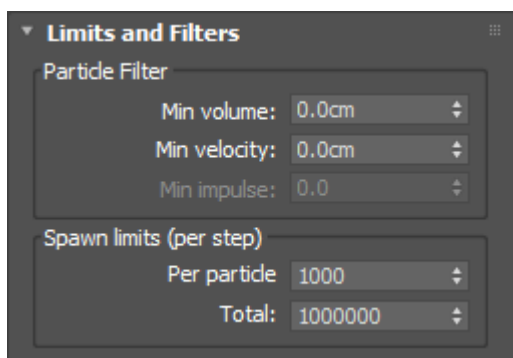 Limits and Filters
Particle Filter
Min volume: 0.0cm
Min velocity: 0.0cm
Min impulse: 0.0
Spawn limits (per step)
Per particle 1000
Total: 1000000